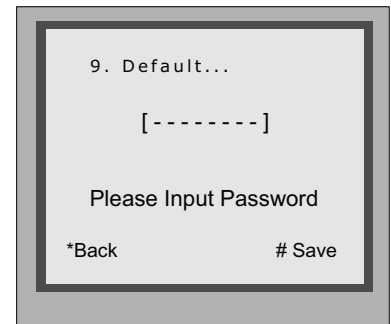 9. Default...
[--------]
Please Input Password
*Back # Save